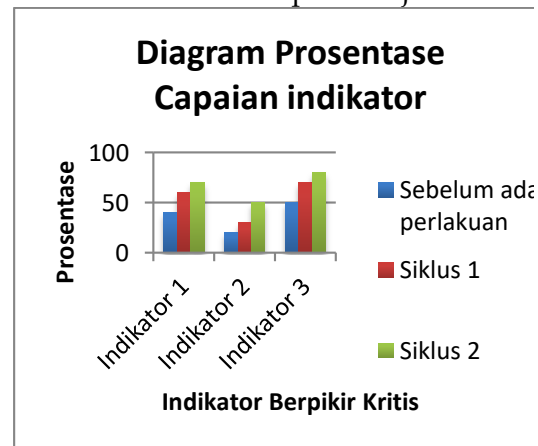 Diagram Prosentase
Capaian indikator
Prosentase
100
50
0
Indikator 1
Indikator 2
Indikator 3
Indikator Berpikir Kritis
Sebelum ada
perlakuan
Siklus 1
Siklus 2